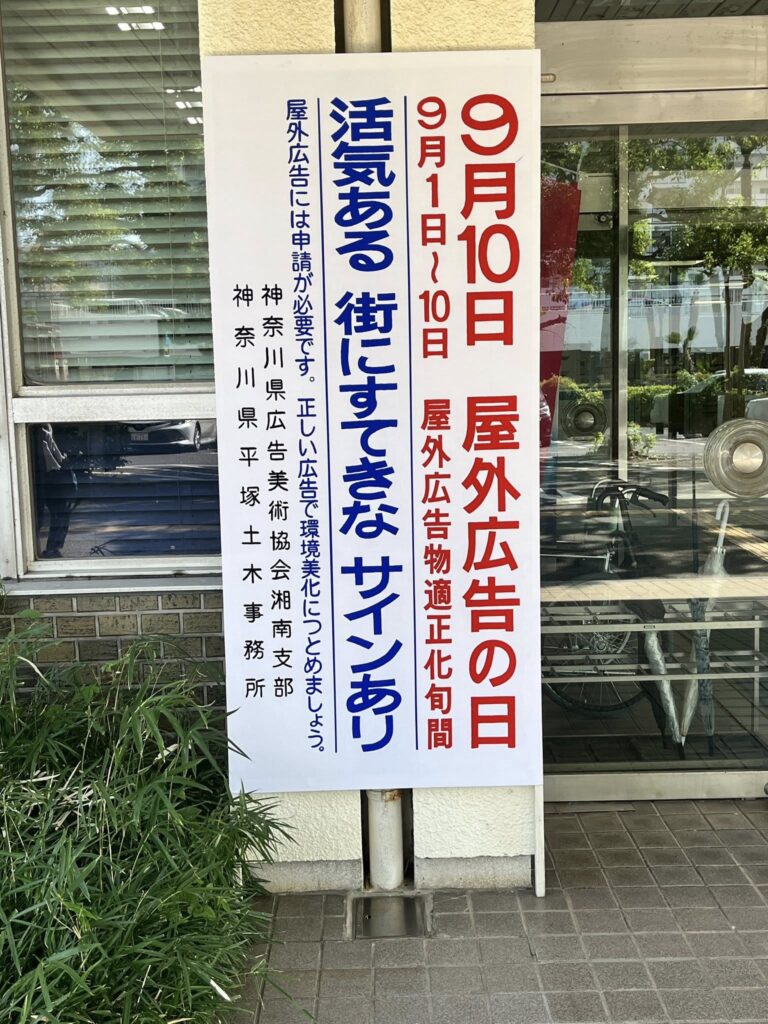 9月10日 屋外広告の日
9月1日～10日 屋外広告物適正化旬間
活気ある 街にすてきな サインあり
屋外広告には申請が必要です。正しい広告で環境美化につとめましょう。
神奈川県広告美術協会湘南支部
神奈川県平塚土木事務所